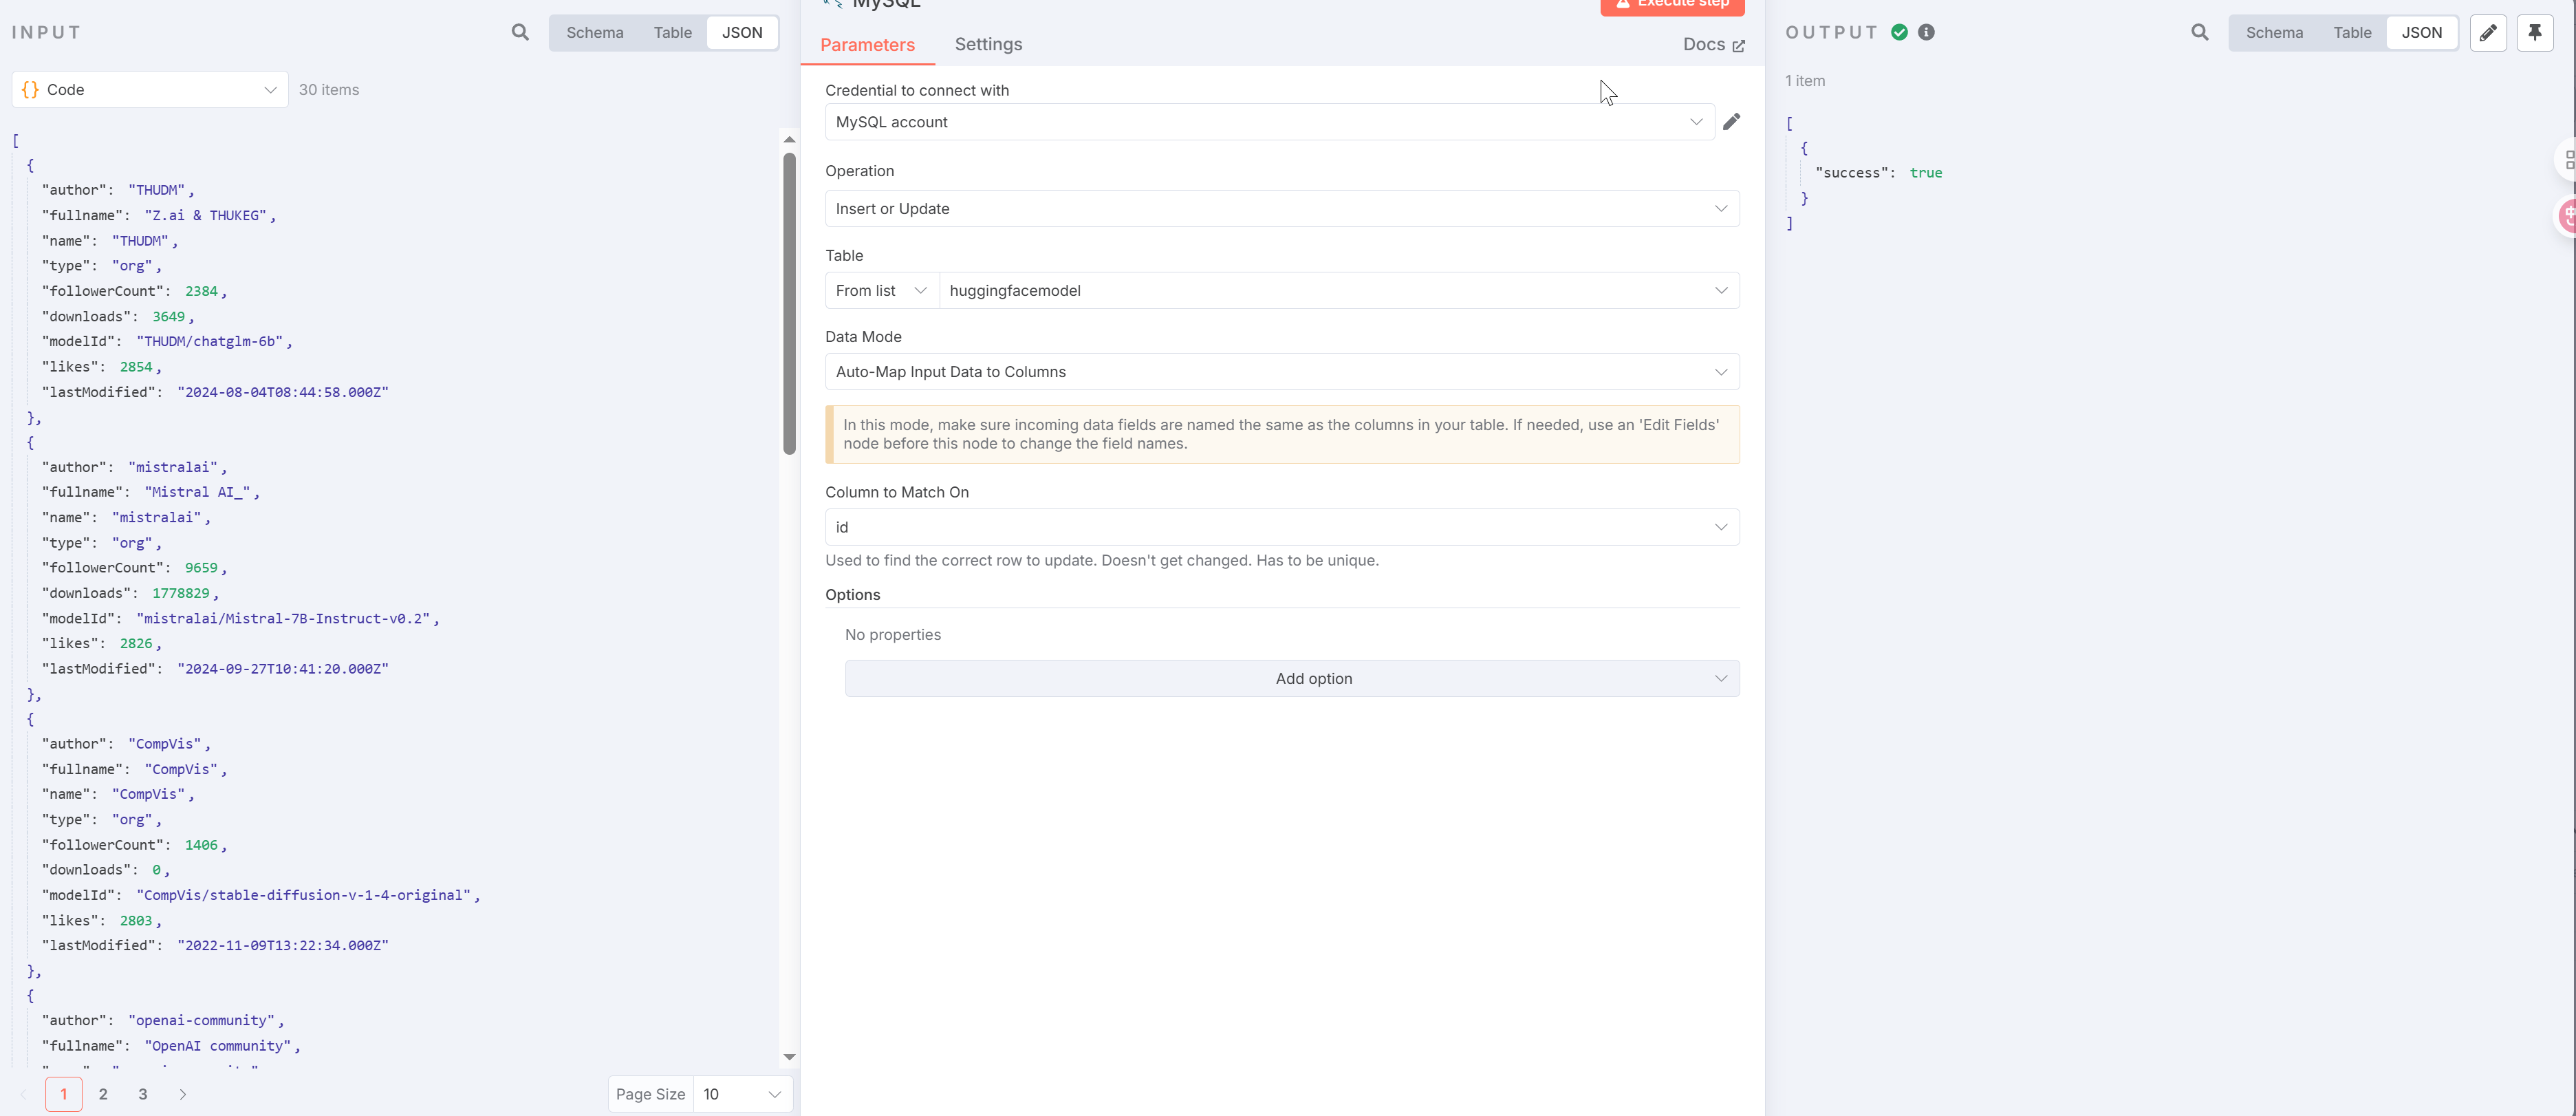 INPUT
Schema
Table
JSON
Code
30 items
[
{
"author": "THUDM",
"fullname": "Z.ai & THUKEG",
"name": "THUDM",
"type": "org",
"followerCount": 2384,
"downloads": 3649,
"modelId": "THUDM/chatglm-6b",
"likes": 2854,
"lastModified": "2024-08-04T08:44:58.000Z"
},
{
"author": "mistralai",
"fullname": "Mistral AI_",
"name": "mistralai",
"type": "org",
"followerCount": 9659,
"downloads": 1778829,
"modelId": "mistralai/Mistral-7B-Instruct-v0.2",
"likes": 2826,
"lastModified": "2024-09-27T10:41:20.000Z"
},
{
"author": "CompVis",
"fullname": "CompVis",
"name": "CompVis",
"type": "org",
"followerCount": 1406,
"downloads": 0,
"modelId": "CompVis/stable-diffusion-v-1-4-original",
"likes": 2803,
"lastModified": "2022-11-09T13:22:34.000Z"
},
{
"author": "openai-community",
"fullname": "OpenAI community",
1
2
3
Page Size
10
MySQL
Execute step
Parameters
Settings
Docs
Credential to connect with
MySQL account
Operation
Insert or Update
Table
From list
huggingfacemodel
Data Mode
Auto-Map Input Data to Columns
In this mode, make sure incoming data fields are named the same as the columns in your table. If needed, use an 'Edit Fields'
node before this node to change the field names.
Column to Match On
id
Used to find the correct row to update. Doesn't get changed. Has to be unique.
Options
No properties
Add option
OUTPUT
Schema
Table
JSON
1 item
[
{
"success": true
}
]